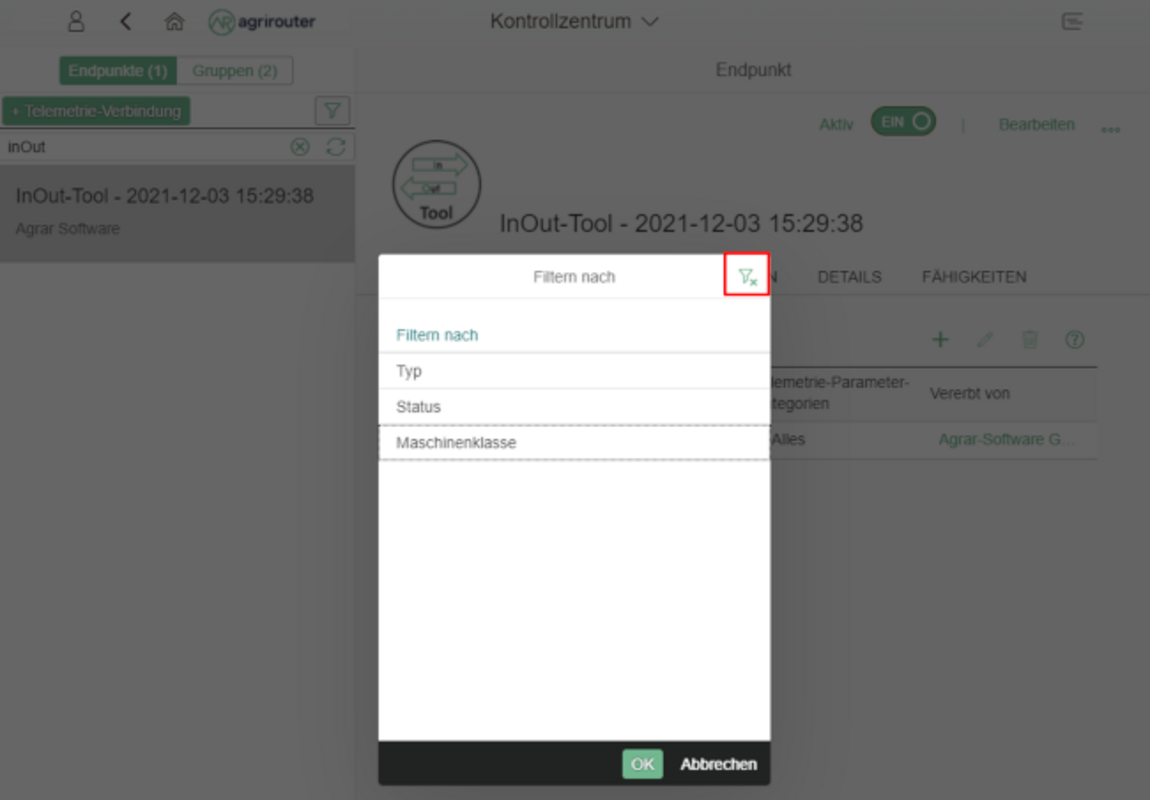 agrirouter
Kontrollzentrum
Endpunkte (1)
Gruppen (2)
Endpunkt
+ Telemetrie-Verbindung
Aktiv
EIN
Bearbeiten
inOut
In
Out
Tool
InOut-Tool - 2021-12-03 15:29:38
Agrar Software
InOut-Tool - 2021-12-03 15:29:38
Filtern nach
N
DETAILS
FÄHIGKEITEN
Filtern nach
Typ
Status
Maschinenklasse
lemetrie-Parameter-
tegorien
Vererbt von
Alles
Agrar-Software G...
OK
Abbrechen